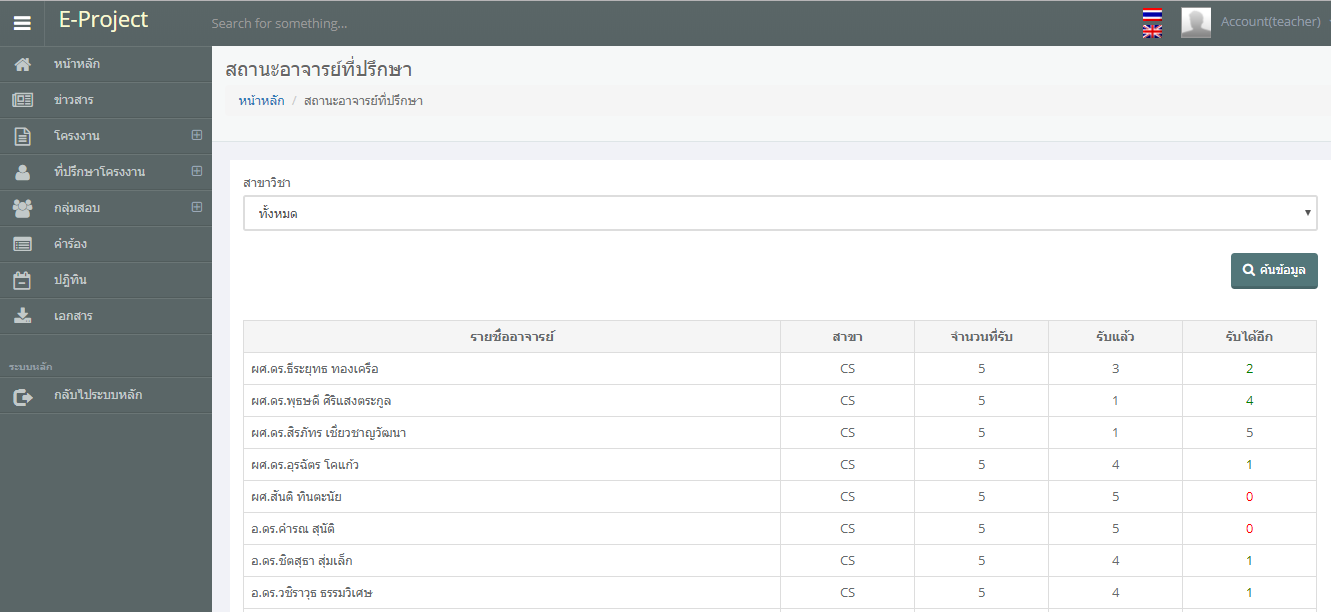 E-Project
Search for something...
Account(teacher)
หน้าหลัก
ข่าวสาร
โครงงาน
ที่ปรึกษาโครงงาน
กลุ่มสอบ
คำร้อง
ปฏิทิน
เอกสาร
ระบบหลัก
กลับไประบบหลัก
สถานะอาจารย์ที่ปรึกษา
หน้าหลัก / สถานะอาจารย์ที่ปรึกษา
สาขาวิชา
ทั้งหมด
ค้นข้อมูล
รายชื่ออาจารย์ สาขา จำนวนที่รับ รับแล้ว รับได้อีก
ผศ.ดร.ธีระยุทธ ทองเครือ CS 5 3 2
ผศ.ดร.พุธษดี ศิริแสงตระกูล CS 5 1 4
ผศ.ดร.สิรภัทร เชี่ยวชาญวัฒนา CS 5 1 5
ผศ.ดร.อุรฉัตร โคแก้ว CS 5 4 1
ผศ.สันติ ทินตะนัย CS 5 5 0
อ.ดร.คำรณ สุนัติ CS 5 5 0
อ.ดร.ชิตสุธา สุ่มเล็ก CS 5 4 1
อ.ดร.วชิราวุธ ธรรมวิเศษ CS 5 4 1